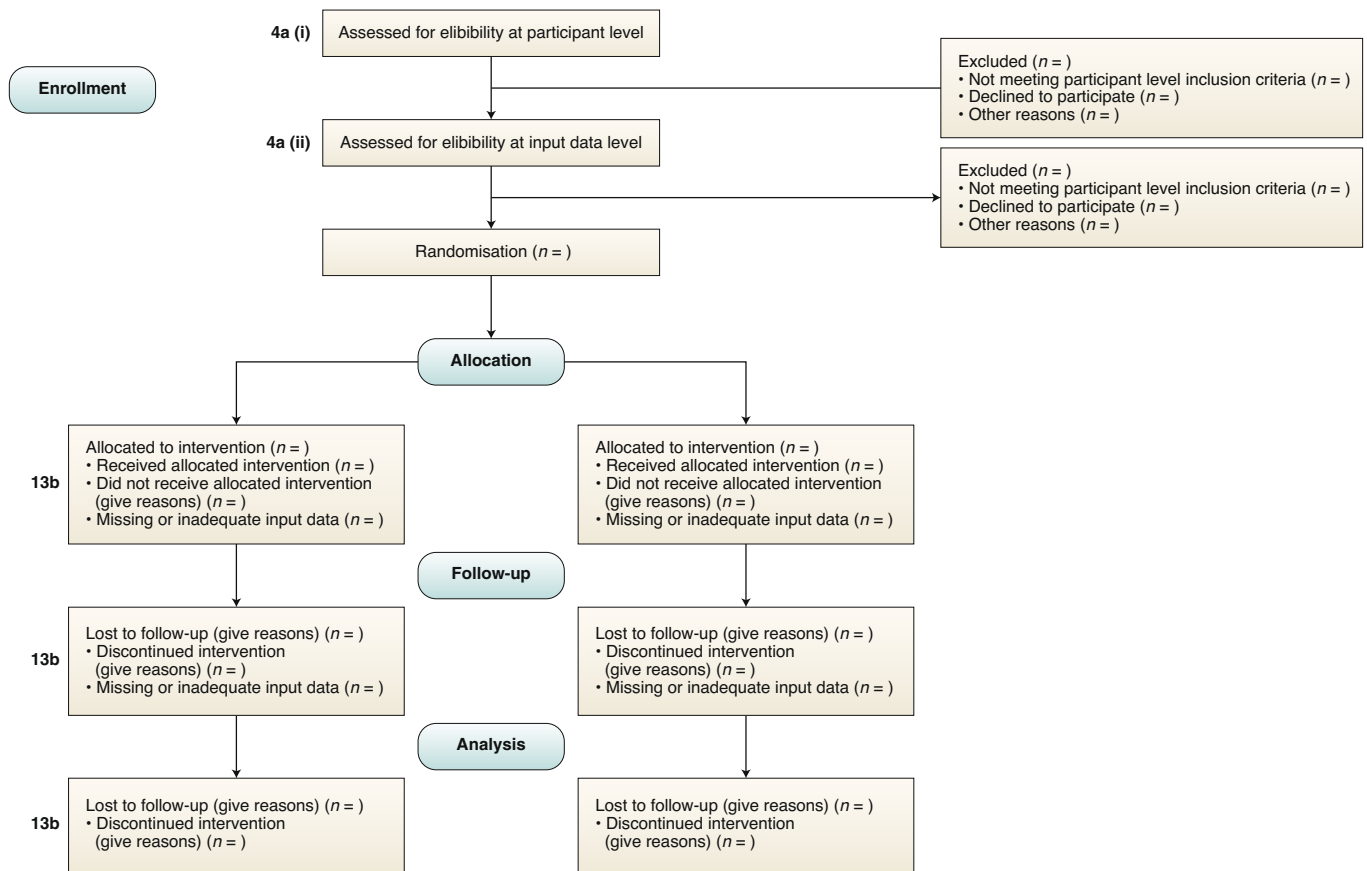 4a (i)
Assessed for elibibility at participant level
Enrollment
Excluded (n = )
• Not meeting participant level inclusion criteria (n = )
• Declined to participate (n = )
• Other reasons (n = )
4a (ii)
Assessed for elibibility at input data level
Excluded (n = )
• Not meeting participant level inclusion criteria (n = )
• Declined to participate (n = )
• Other reasons (n = )
Randomisation (n = )
Allocation
13b
Allocated to intervention (n = )
• Received allocated intervention (n = )
• Did not receive allocated intervention
(give reasons) (n = )
• Missing or inadequate input data (n = )
Allocated to intervention (n = )
• Received allocated intervention (n = )
• Did not receive allocated intervention
(give reasons) (n = )
• Missing or inadequate input data (n = )
Follow-up
13b
Lost to follow-up (give reasons) (n = )
• Discontinued intervention
(give reasons) (n = )
• Missing or inadequate input data (n = )
Lost to follow-up (give reasons) (n = )
• Discontinued intervention
(give reasons) (n = )
• Missing or inadequate input data (n = )
Analysis
13b
Lost to follow-up (give reasons) (n = )
• Discontinued intervention
(give reasons) (n = )
Lost to follow-up (give reasons) (n = )
• Discontinued intervention
(give reasons) (n = )